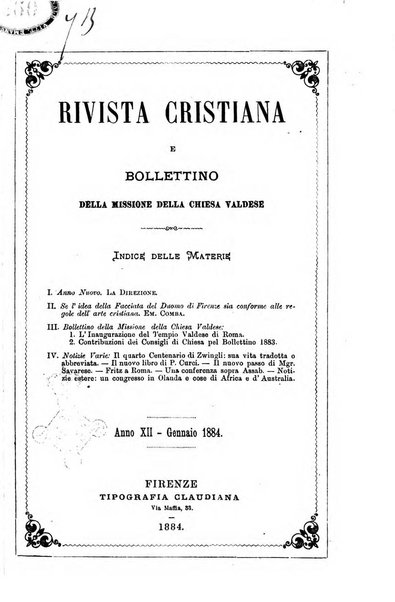 RIVISTA CRISTIANA
E
BOLLETTINO
DELLA MISSIONE DELLA CHIESA VALDESE
INDICE DELLE MATERIE
I. Anno Nuovo. LA DIREZIONE.
II. Se l'idea della Facciata del Duomo di Firenze sia conforme alle re-
gole dell'arte cristiana. EM. COMBA.
III. Bollettino della Missione della Chiesa Valdese:
1. L'Inaugurazione del Tempio Valdese di Roma.
2. Contribuzioni dei Consigli di Chiesa pel Bollettino 1883.
IV. Notizie Varie: Il quarto Centenario di Zwingli: sua vita tradotta o
abbreviata. — Il nuovo libro di P. Curci. — Il nuovo passo di Mgr.
Savarese. — Fritz a Roma. — Una conferenza sopra Assab. — Noti-
zie estere: un congresso in Olanda e cose di Africa e d'Australia.
Anno XII - Gennaio 1884.
FIRENZE
TIPOGRAFIA CLAUDIANA
Via Maffia, 33.
1884.